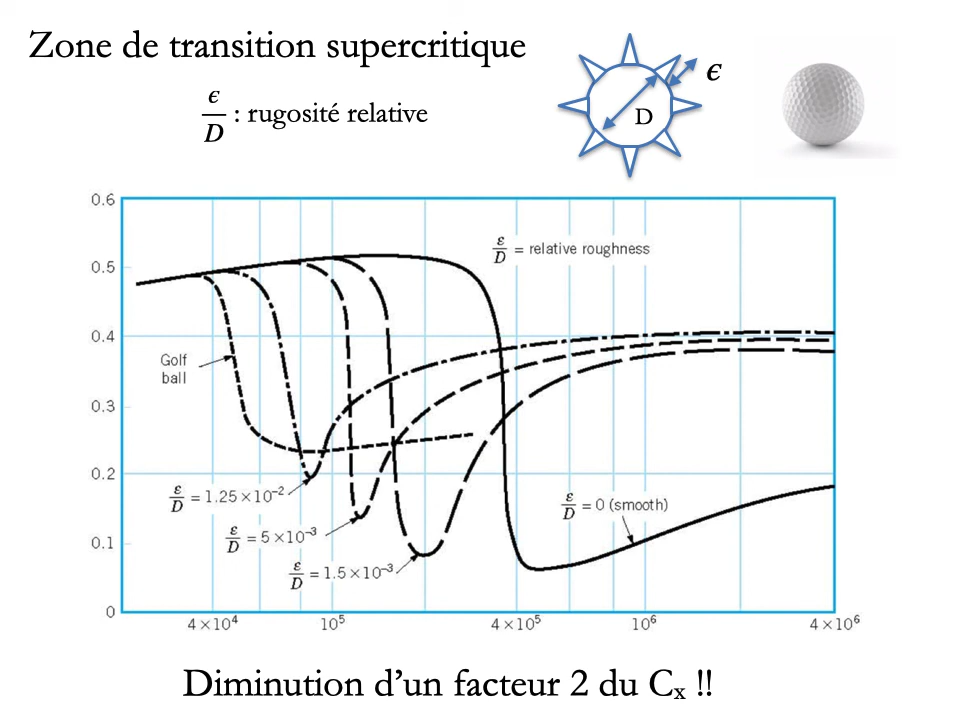 Zone de transition supercritique
ϵ/D : rugosité relative
ϵ
D
0.6
0.5
0.4
0.3
0.2
0.1
0
ε/D = relative roughness
Golf
ball
ε/D = 1.25 × 10⁻²
ε/D = 5 × 10⁻³
ε/D = 1.5 × 10⁻³
ε/D = 0 (smooth)
4 × 10⁴ 10⁵ 4 × 10⁵ 10⁶ 4 × 10⁶
Diminution d’un facteur 2 du Cₓ !!